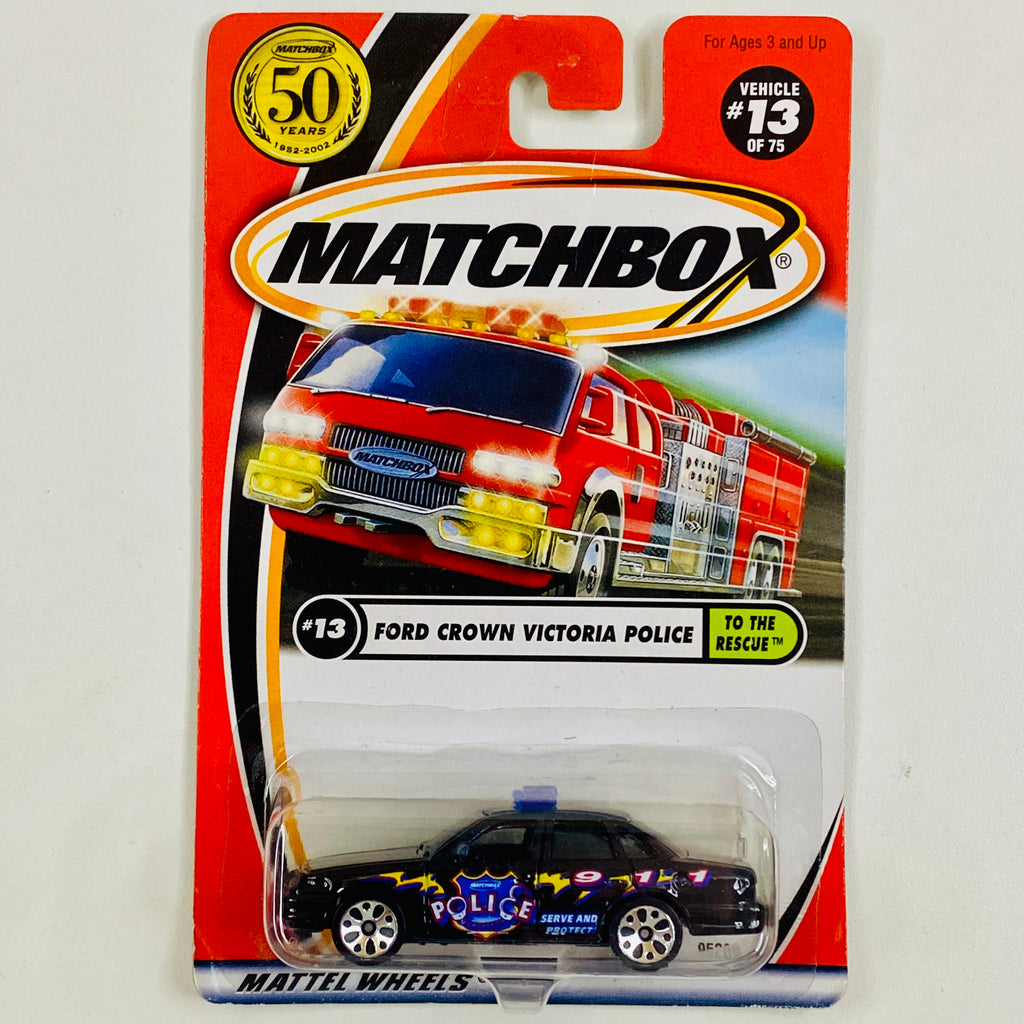 MATCHBOX
50
YEARS
1952-2002
For Ages 3 and Up
VEHICLE
#13
OF 75
MATCHBOX®
MATCHBOX
#13 FORD CROWN VICTORIA POLICE
TO THE
RESCUE™
MATCHBOX
POLICE
911
SERVE AND
PROTECT
MATTEL WHEELS